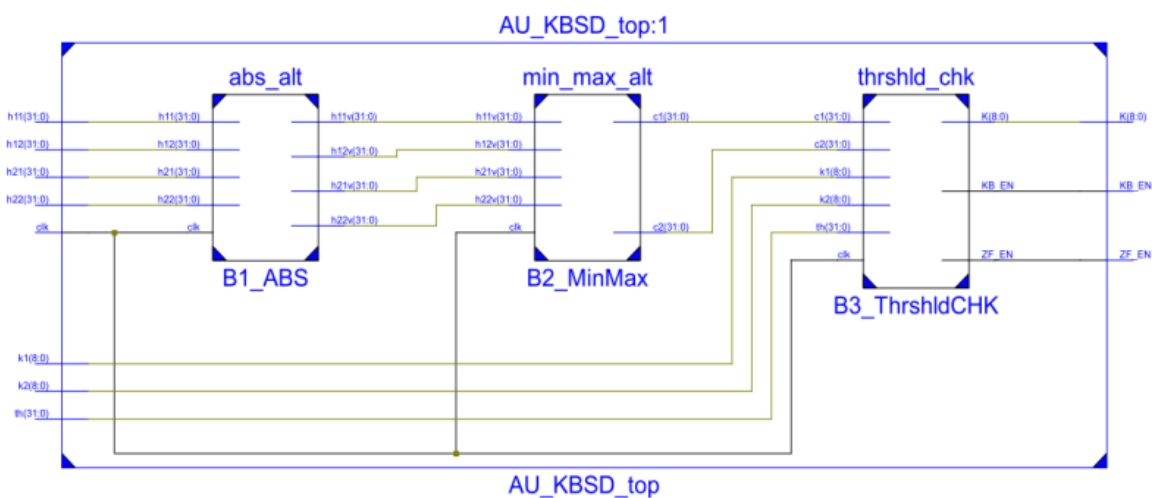 AU_KBSD_top:1
abs_alt
min_max_alt
thrshld_chk
h11(31:0)
h11(31:0)
h11v(31:0)
h11v(31:0)
c1(31:0)
c1(31:0)
K(8:0)
K(8:0)
h12(31:0)
h12(31:0)
h12v(31:0)
h12v(31:0)
c2(31:0)
h21(31:0)
h21(31:0)
h21v(31:0)
h21v(31:0)
k1(8:0)
KB_EN
KB_EN
h22(31:0)
h22(31:0)
h22v(31:0)
h22v(31:0)
k2(8:0)
clk
clk
clk
c2(31:0)
th(31:0)
clk
ZF_EN
ZF_EN
B1_ABS
B2_MinMax
B3_ThrshldCHK
k1(8:0)
k2(8:0)
th(31:0)
AU_KBSD_top